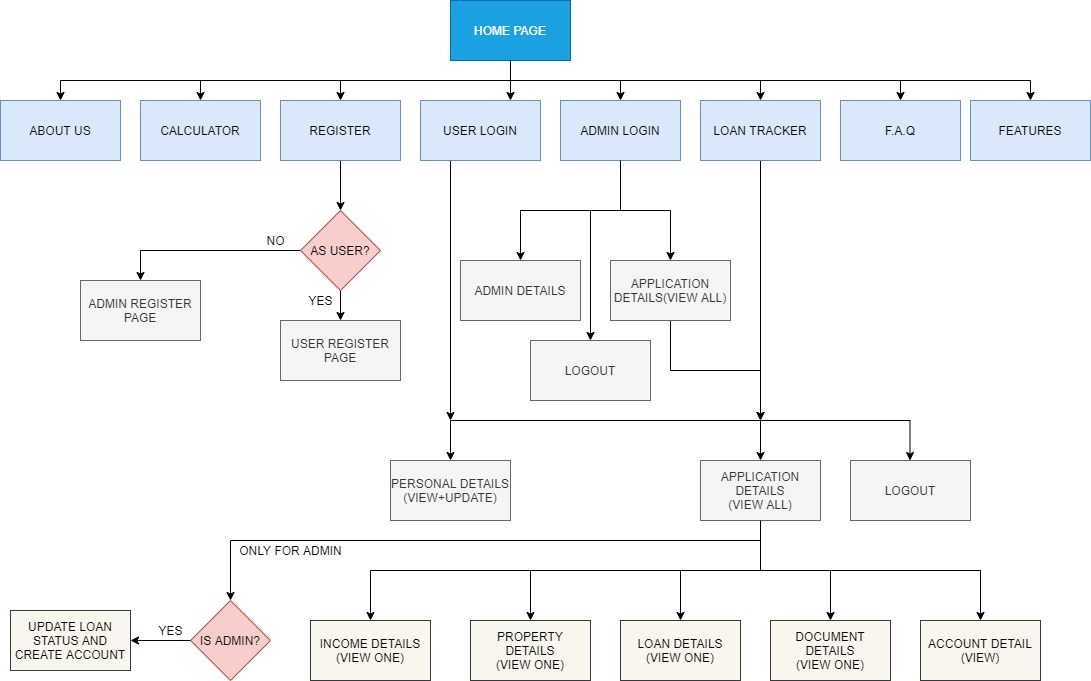 HOME PAGE
ABOUT US
CALCULATOR
REGISTER
USER LOGIN
ADMIN LOGIN
LOAN TRACKER
F.A.Q
FEATURES
NO
AS USER?
ADMIN REGISTER
PAGE
YES
USER REGISTER
PAGE
ADMIN DETAILS
APPLICATION
DETAILS(VIEW ALL)
LOGOUT
PERSONAL DETAILS
(VIEW+UPDATE)
APPLICATION
DETAILS
(VIEW ALL)
LOGOUT
ONLY FOR ADMIN
UPDATE LOAN
STATUS AND
CREATE ACCOUNT
YES
IS ADMIN?
INCOME DETAILS
(VIEW ONE)
PROPERTY
DETAILS
(VIEW ONE)
LOAN DETAILS
(VIEW ONE)
DOCUMENT
DETAILS
(VIEW ONE)
ACCOUNT DETAIL
(VIEW)